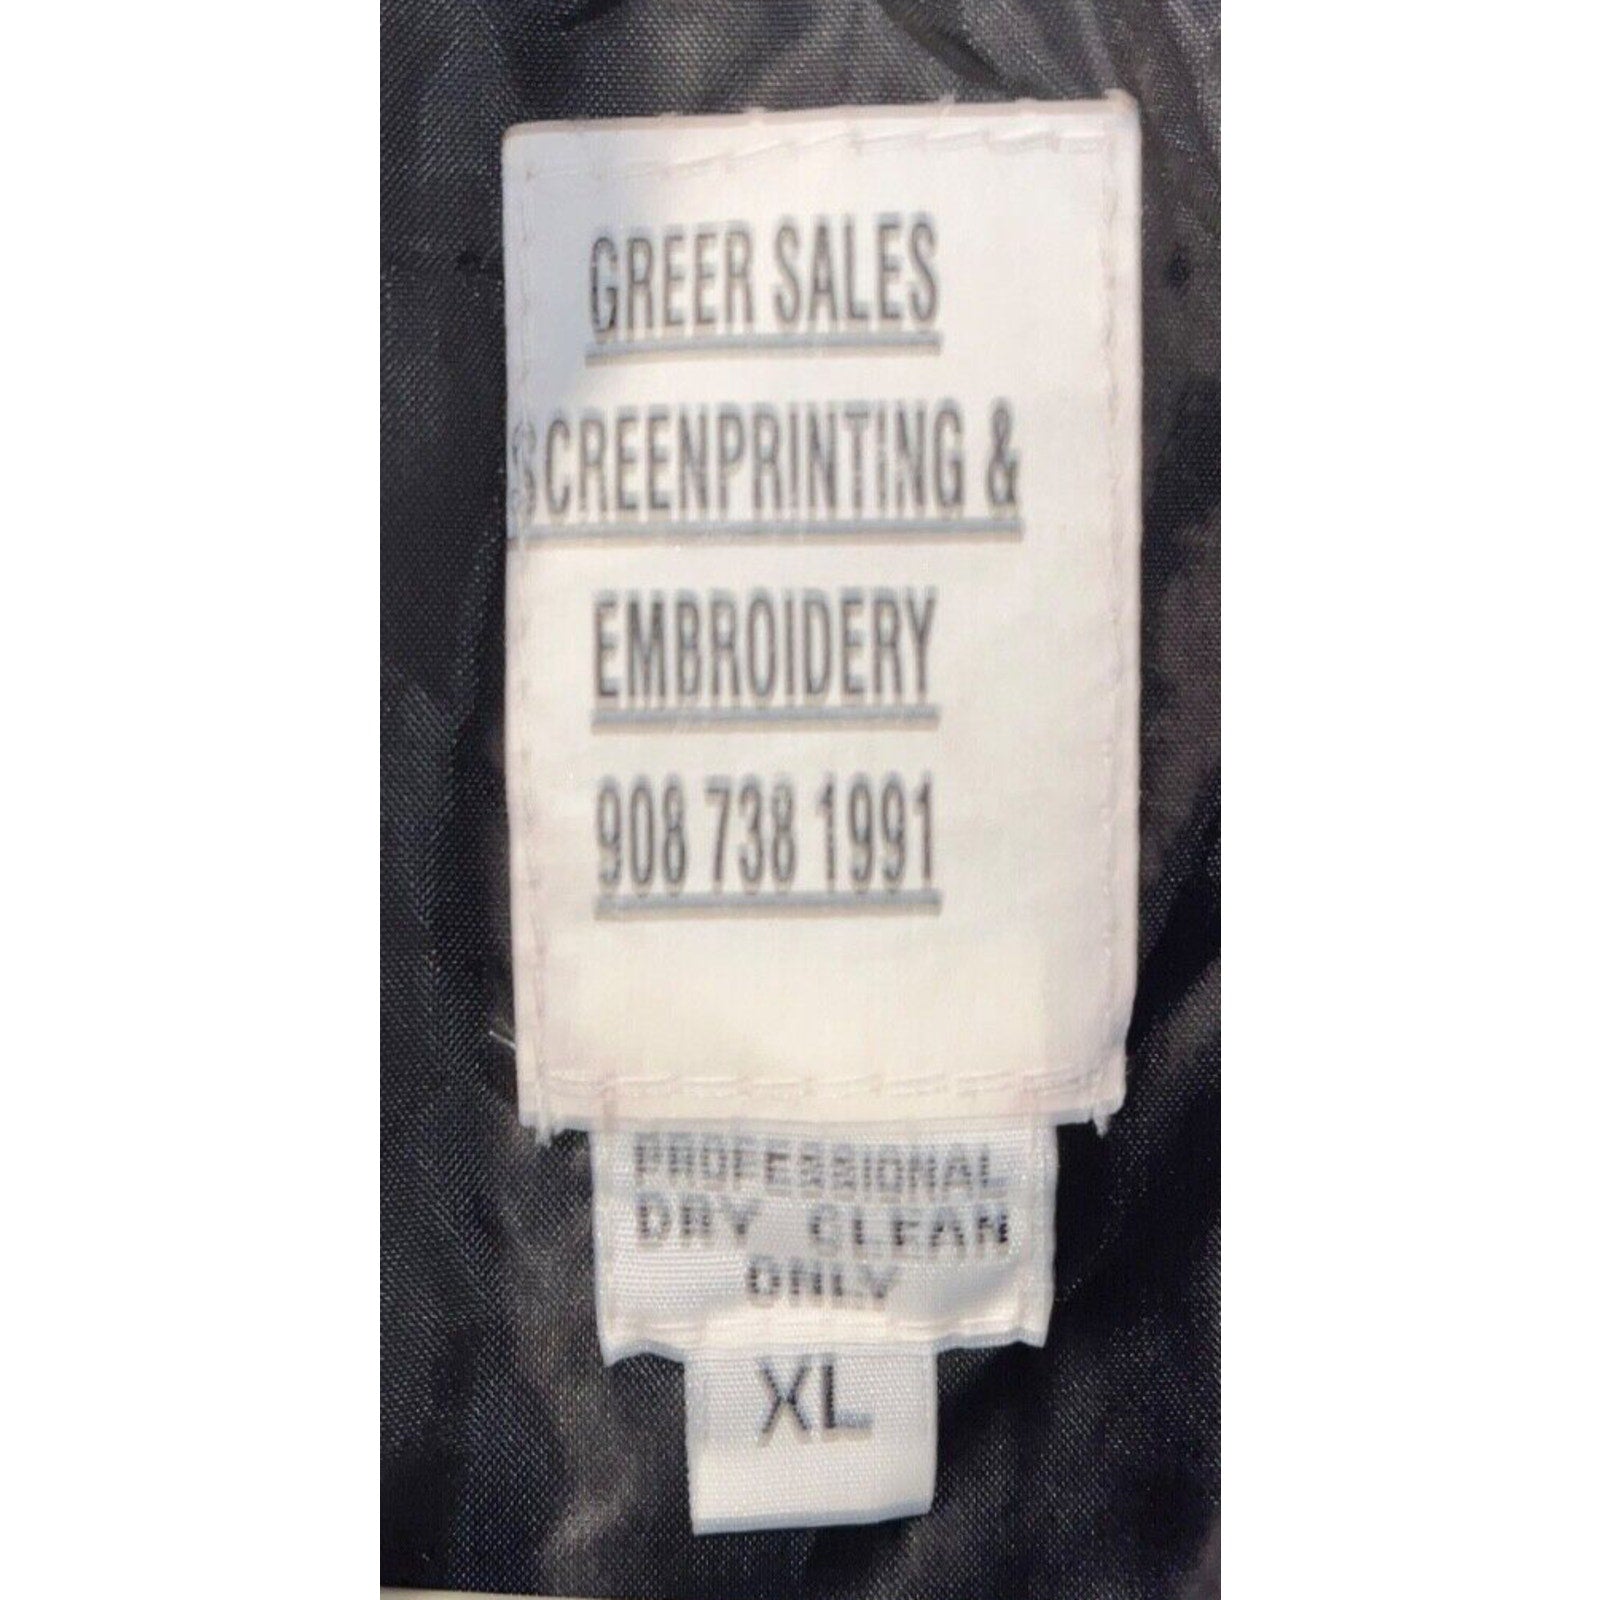 GREER SALES
SCREENPRINTING &
EMBROIDERY
908 738 1991
PROFESSIONAL
DRY CLEAN
ONLY
XL